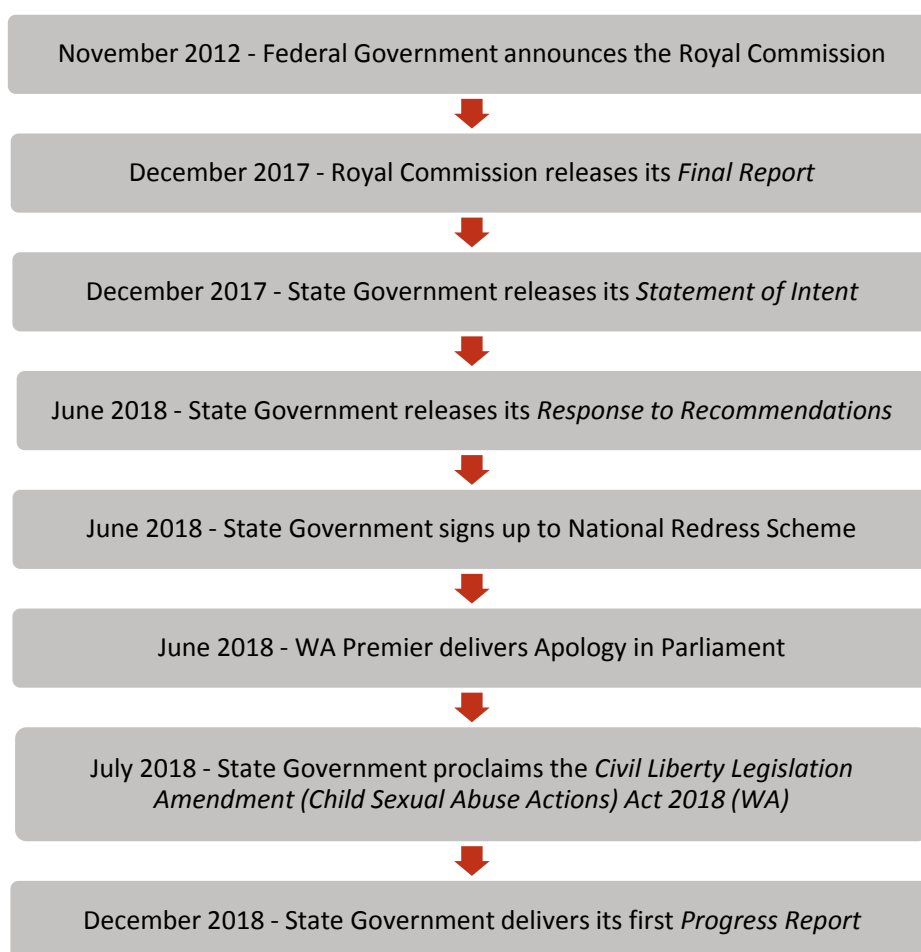 November 2012 - Federal Government announces the Royal Commission
December 2017 - Royal Commission releases its Final Report
December 2017 - State Government releases its Statement of Intent
June 2018 - State Government releases its Response to Recommendations
June 2018 - State Government signs up to National Redress Scheme
June 2018 - WA Premier delivers Apology in Parliament
July 2018 - State Government proclaims the Civil Liberty Legislation
Amendment (Child Sexual Abuse Actions) Act 2018 (WA)
December 2018 - State Government delivers its first Progress Report